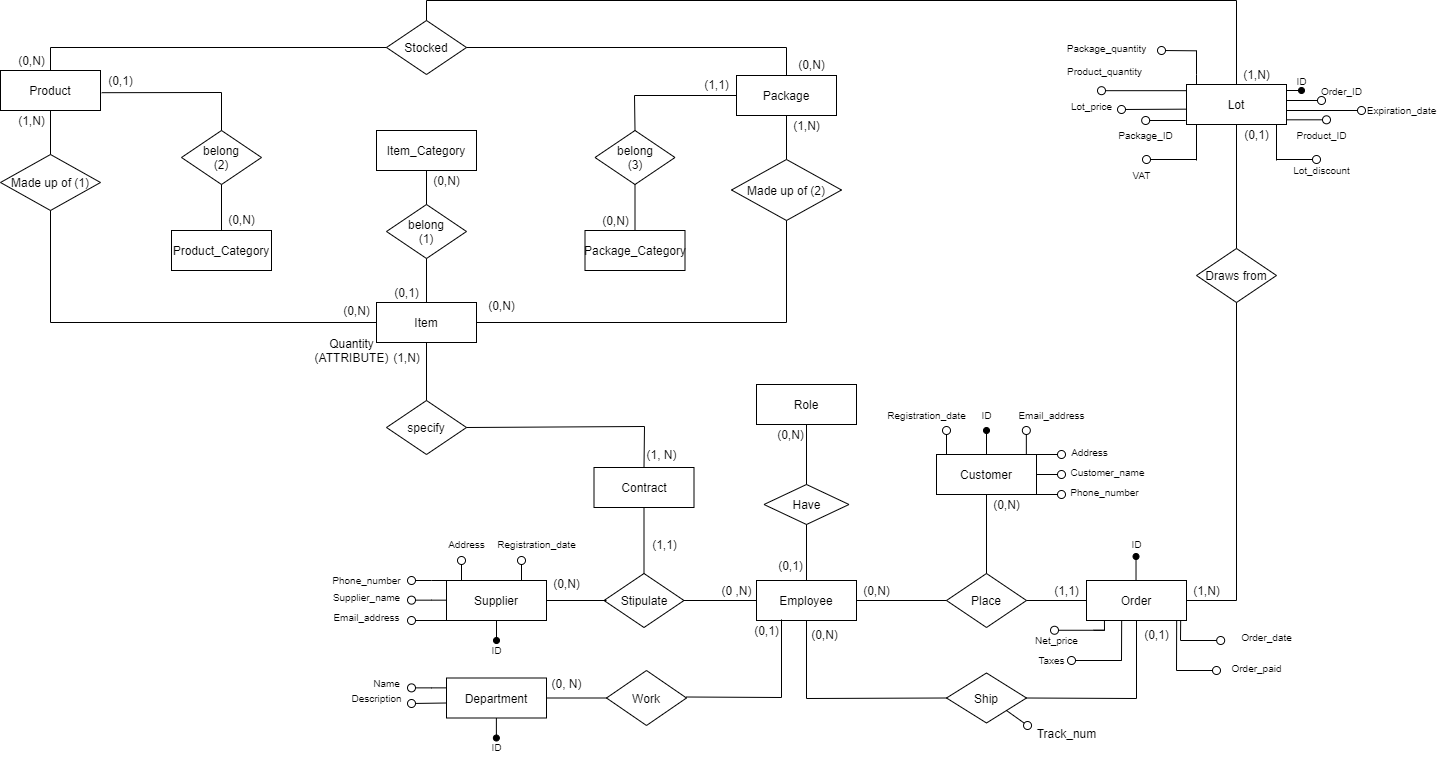 Stocked
(0,N)
(0,N)
Product
(0,1)
(1,N)
Made up of (1)
belong
(2)
(0,N)
Product_Category
Item_Category
(0,N)
belong
(1)
(0,1)
(1,1)
Package
(1,N)
belong
(3)
(0,N)
Package_Category
Made up of (2)
(0,N)
(0,N)
Item
Quantity
(ATTRIBUTE)
(1,N)
specify
(1, N)
Contract
(1,1)
Package_quantity
Product_quantity
Lot_price
Package_ID
VAT
(1,N)
Lot
(0,1)
ID
Order_ID
Expiration_date
Product_ID
Lot_discount
Draws from
Role
(0,N)
Have
(0,1)
Registration_date
ID
Email_address
Address
Customer
Customer_name
Phone_number
(0,N)
Address
Registration_date
Phone_number
Supplier_name
Email_address
Supplier
ID
(0,N)
Stipulate
(0 ,N)
Employee
(0,N)
(0,1)
(0,N)
Place
(1,1)
ID
Order
(1,N)
(0,1)
Net_price
Taxes
Order_date
Order_paid
Name
Description
Department
ID
(0, N)
Work
Ship
Track_num